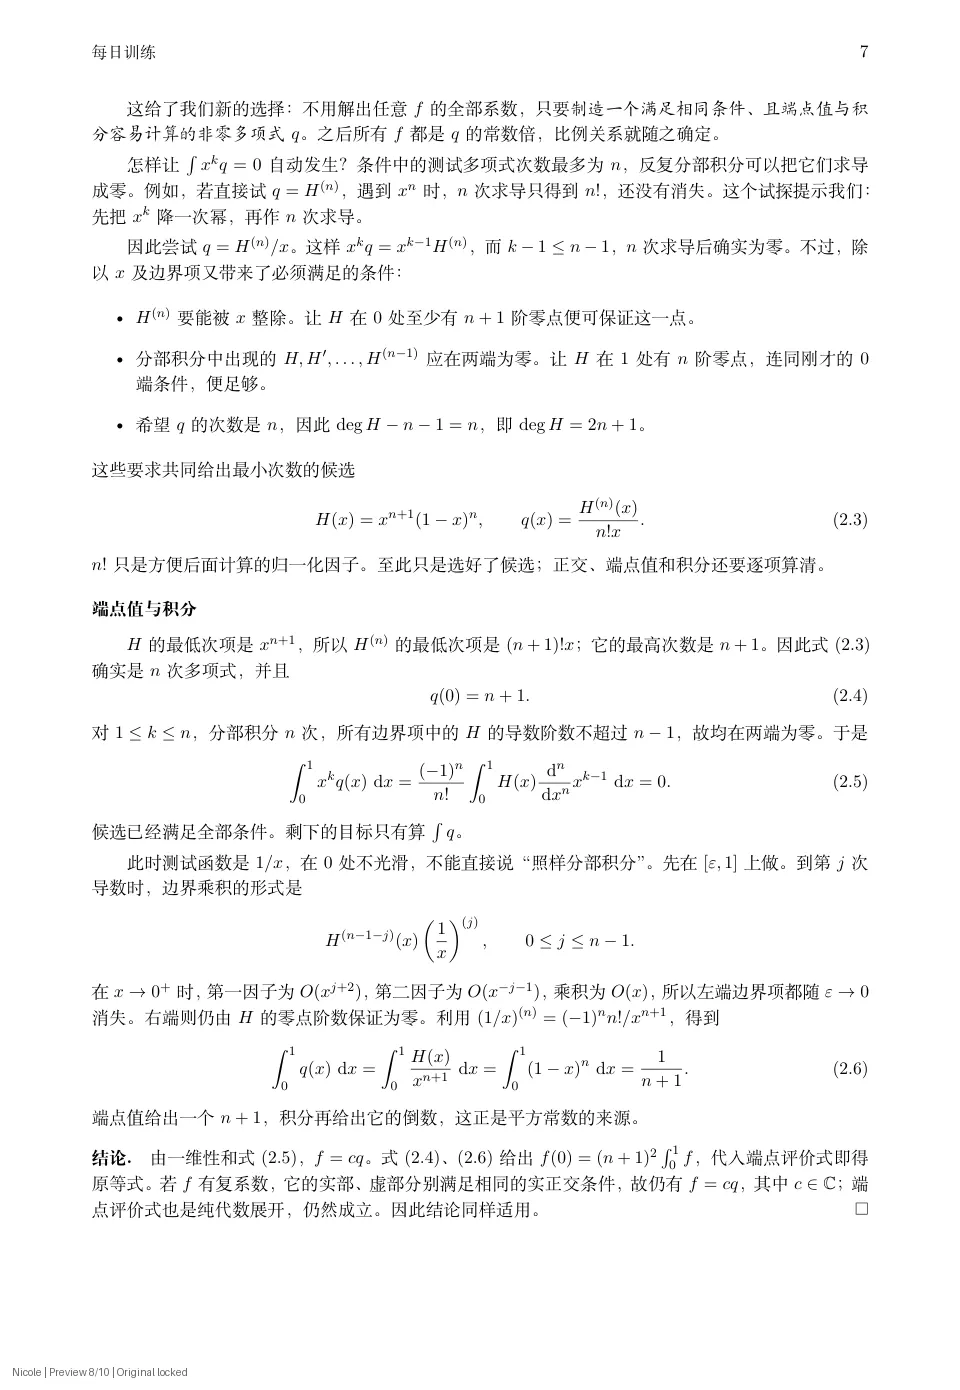 每日训练 7
这给了我们新的选择：不用解出任意 f 的全部系数，只要制造一个满足相同条件、且端点值与积
分容易计算的非零多项式 q。之后所有 f 都是 q 的常数倍，比例关系就随之确定。
怎样让 ∫ xᵏq = 0 自动发生？条件中的测试多项式次数最多为 n，反复分部积分可以把它们求导
成零。例如，若直接试 q = H⁽ⁿ⁾，遇到 xⁿ 时，n 次求导只得到 n!，还没有消失。这个试探提示我们：
先把 xᵏ 降一次幂，再作 n 次求导。
因此尝试 q = H⁽ⁿ⁾/x。这样 xᵏq = xᵏ⁻¹H⁽ⁿ⁾，而 k − 1 ≤ n − 1，n 次求导后确实为零。不过，除
以 x 及边界项又带来了必须满足的条件：
• H⁽ⁿ⁾ 要能被 x 整除。让 H 在 0 处至少有 n + 1 阶零点便可保证这一点。
• 分部积分中出现的 H, H′, . . . , H⁽ⁿ⁻¹⁾ 应在两端为零。让 H 在 1 处有 n 阶零点，连同刚才的 0
端条件，便足够。
• 希望 q 的次数是 n，因此 deg H − n − 1 = n，即 deg H = 2n + 1。
这些要求共同给出最小次数的候选
H(x) = xⁿ⁺¹(1 − x)ⁿ, q(x) = H⁽ⁿ⁾(x)/(n!x). (2.3)
n! 只是方便后面计算的归一化因子。至此只是选好了候选；正交、端点值和积分还要逐项算清。
端点值与积分
H 的最低次项是 xⁿ⁺¹，所以 H⁽ⁿ⁾ 的最低次项是 (n + 1)!x；它的最高次数是 n + 1。因此式 (2.3)
确实是 n 次多项式，并且
q(0) = n + 1. (2.4)
对 1 ≤ k ≤ n，分部积分 n 次，所有边界项中的 H 的导数阶数不超过 n − 1，故均在两端为零。于是
∫₀¹ xᵏq(x) dx = (−1)ⁿ/n! ∫₀¹ H(x) dⁿ/dxⁿ xᵏ⁻¹ dx = 0. (2.5)
候选已经满足全部条件。剩下的目标只有算 ∫ q。
此时测试函数是 1/x，在 0 处不光滑，不能直接说“照样分部积分”。先在 [ε, 1] 上做。到第 j 次
导数时，边界乘积的形式是
H⁽ⁿ⁻¹⁻ʲ⁾(x) (1/x)⁽ʲ⁾, 0 ≤ j ≤ n − 1.
在 x → 0⁺ 时，第一因子为 O(xʲ⁺²)，第二因子为 O(x⁻ʲ⁻¹)，乘积为 O(x)，所以左端边界项都随 ε → 0
消失。右端则仍由 H 的零点阶数保证为零。利用 (1/x)⁽ⁿ⁾ = (−1)ⁿn!/xⁿ⁺¹，得到
∫₀¹ q(x) dx = ∫₀¹ H(x)/xⁿ⁺¹ dx = ∫₀¹ (1 − x)ⁿ dx = 1/(n + 1). (2.6)
端点值给出一个 n + 1，积分再给出它的倒数，这正是平方常数的来源。
结论. 由一维性和式 (2.5)，f = cq。式 (2.4)、(2.6) 给出 f(0) = (n + 1)² ∫₀¹ f，代入端点评价式即得
原等式。若 f 有复系数，它的实部、虚部分别满足相同的实正交条件，故仍有 f = cq，其中 c ∈ ℂ；端
点评价式也是纯代数展开，仍然成立。因此结论同样适用。 □
Nicole | Preview 8/10 | Original locked